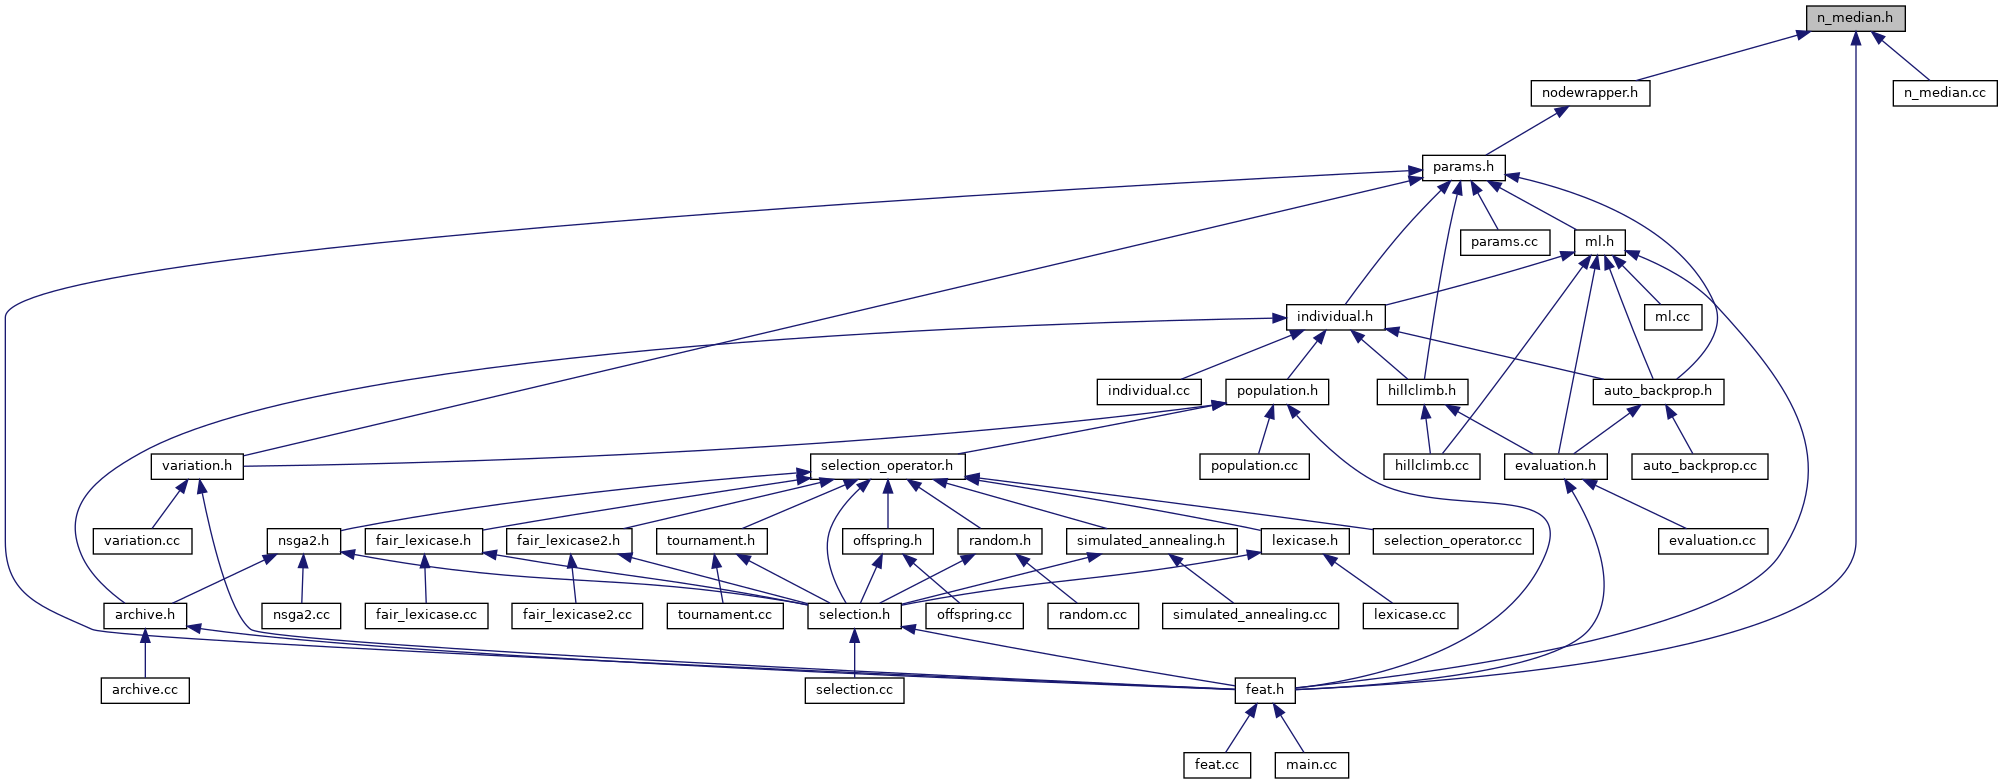 n_median.h
nodewrapper.h
n_median.cc
params.h
params.cc
ml.h
individual.h
ml.cc
individual.cc
population.h
hillclimb.h
auto_backprop.h
variation.h
selection_operator.h
population.cc
hillclimb.cc
evaluation.h
auto_backprop.cc
variation.cc
nsga2.h
fair_lexicase.h
fair_lexicase2.h
tournament.h
offspring.h
random.h
simulated_annealing.h
lexicase.h
selection_operator.cc
evaluation.cc
archive.h
nsga2.cc
fair_lexicase.cc
fair_lexicase2.cc
tournament.cc
selection.h
offspring.cc
random.cc
simulated_annealing.cc
lexicase.cc
archive.cc
selection.cc
feat.h
feat.cc
main.cc